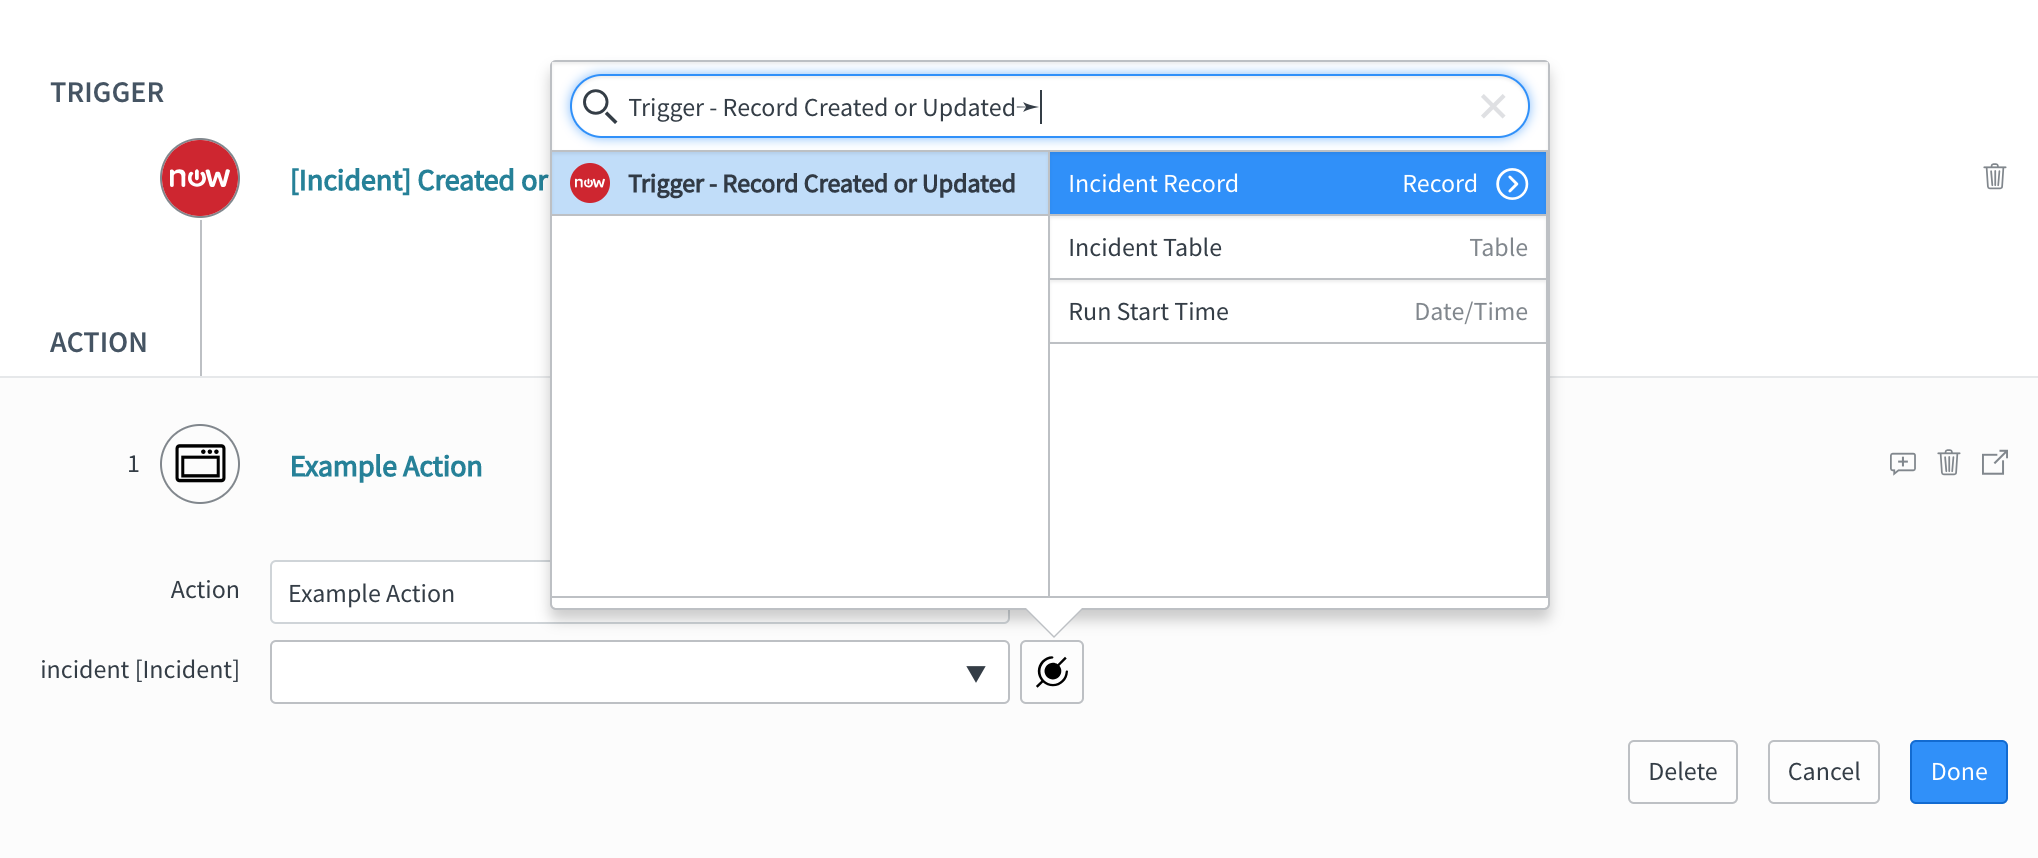 TRIGGER
now
[Incident] Created or
Trigger - Record Created or Updated➛
now Trigger - Record Created or Updated
Incident Record Record
Incident Table Table
Run Start Time Date/Time
ACTION
1
Example Action
Action
Example Action
incident [Incident]
Delete Cancel Done